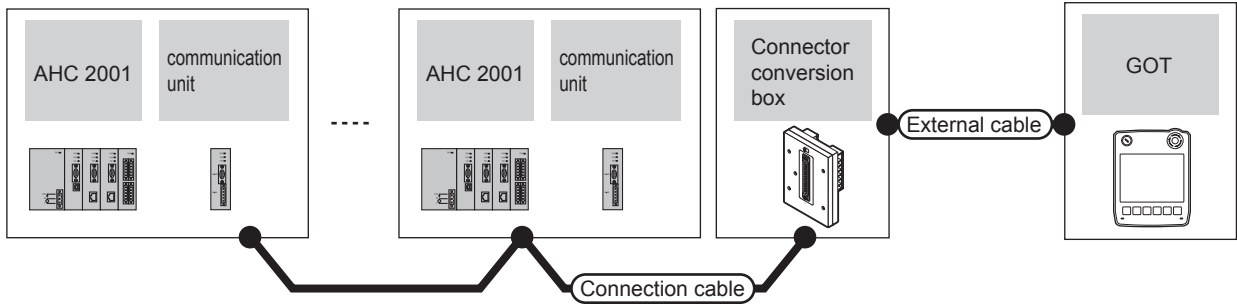 AHC 2001
communication
unit
AHC 2001
communication
unit
Connector
conversion
box
GOT
External cable
Connection cable